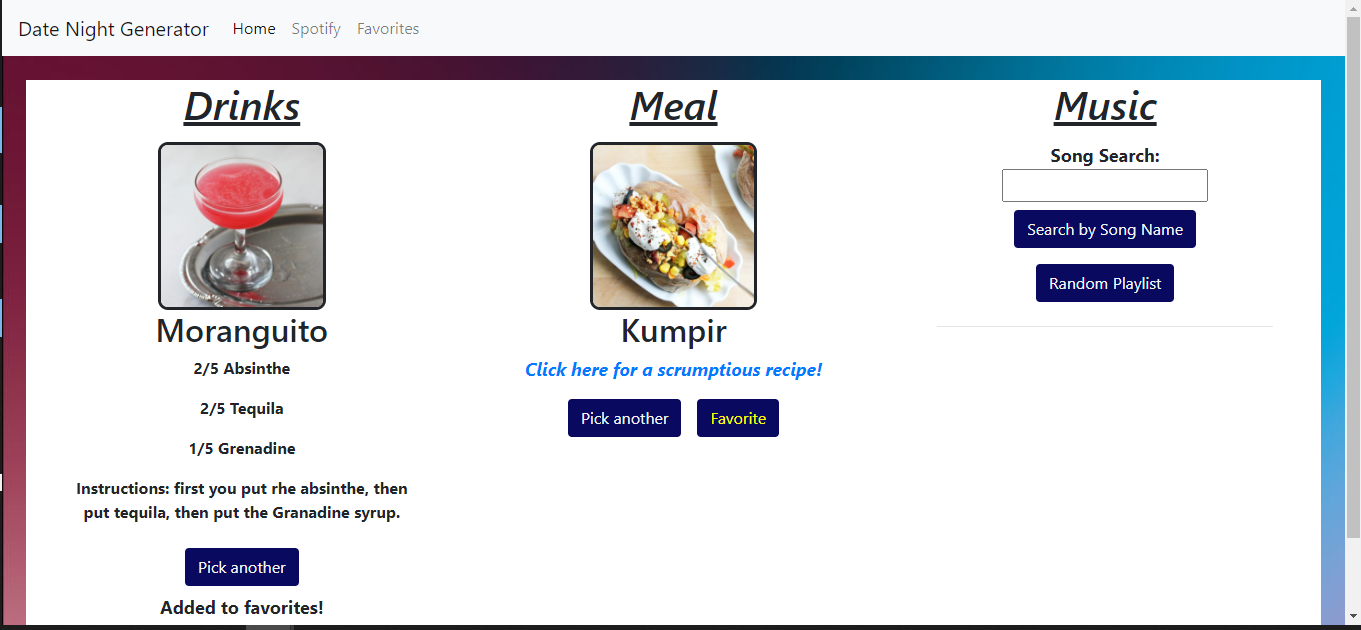 Date Night Generator Home Spotify Favorites
Drinks
Moranguito
2/5 Absinthe
2/5 Tequila
1/5 Grenadine
Instructions: first you put rhe absinthe, then
put tequila, then put the Granadine syrup.
Pick another
Added to favorites!
Meal
Kumpir
Click here for a scrumptious recipe!
Pick another Favorite
Music
Song Search:
Search by Song Name
Random Playlist